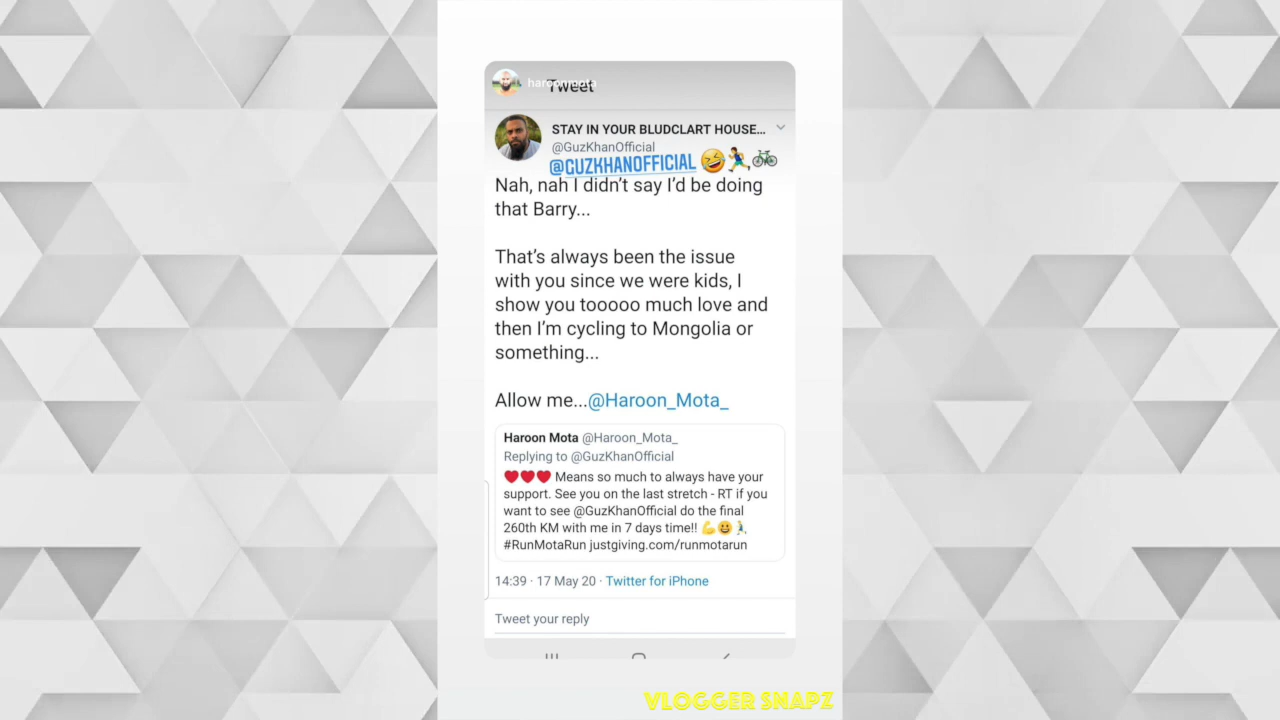 haroonmota
Tweet
STAY IN YOUR BLUDCLART HOUSE...
@GuzKhanOfficial
@GUZKHANOFFICIAL 🤣🏃‍♂️🚲
Nah, nah I didn't say I'd be doing
that Barry...
That's always been the issue
with you since we were kids, I
show you tooooo much love and
then I'm cycling to Mongolia or
something...
Allow me...@Haroon_Mota_
Haroon Mota @Haroon_Mota_
Replying to @GuzKhanOfficial
❤️❤️❤️ Means so much to always have your
support. See you on the last stretch - RT if you
want to see @GuzKhanOfficial do the final
260th KM with me in 7 days time!! 💪😃🏃‍♂️
#RunMotaRun justgiving.com/runmotarun
14:39 · 17 May 20 · Twitter for iPhone
Tweet your reply
VLOGGER SNAPZ